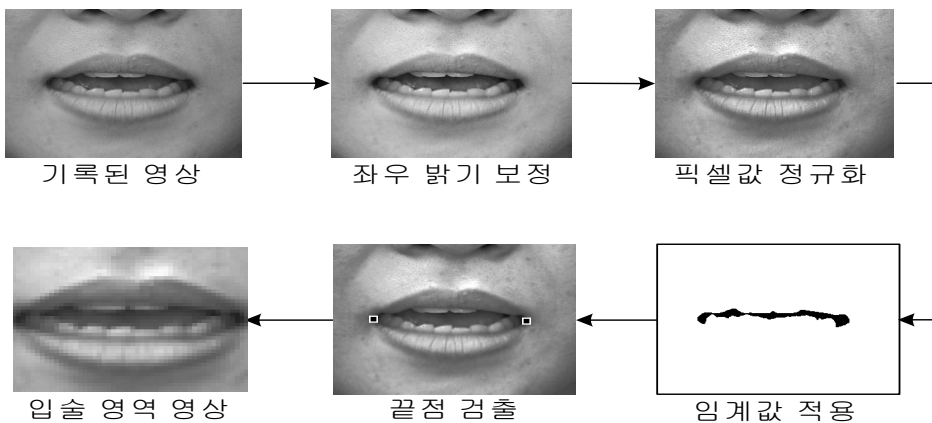 기록된 영상
좌우 밝기 보정
픽셀값 정규화
입술 영역 영상
끝점 검출
임계값 적용